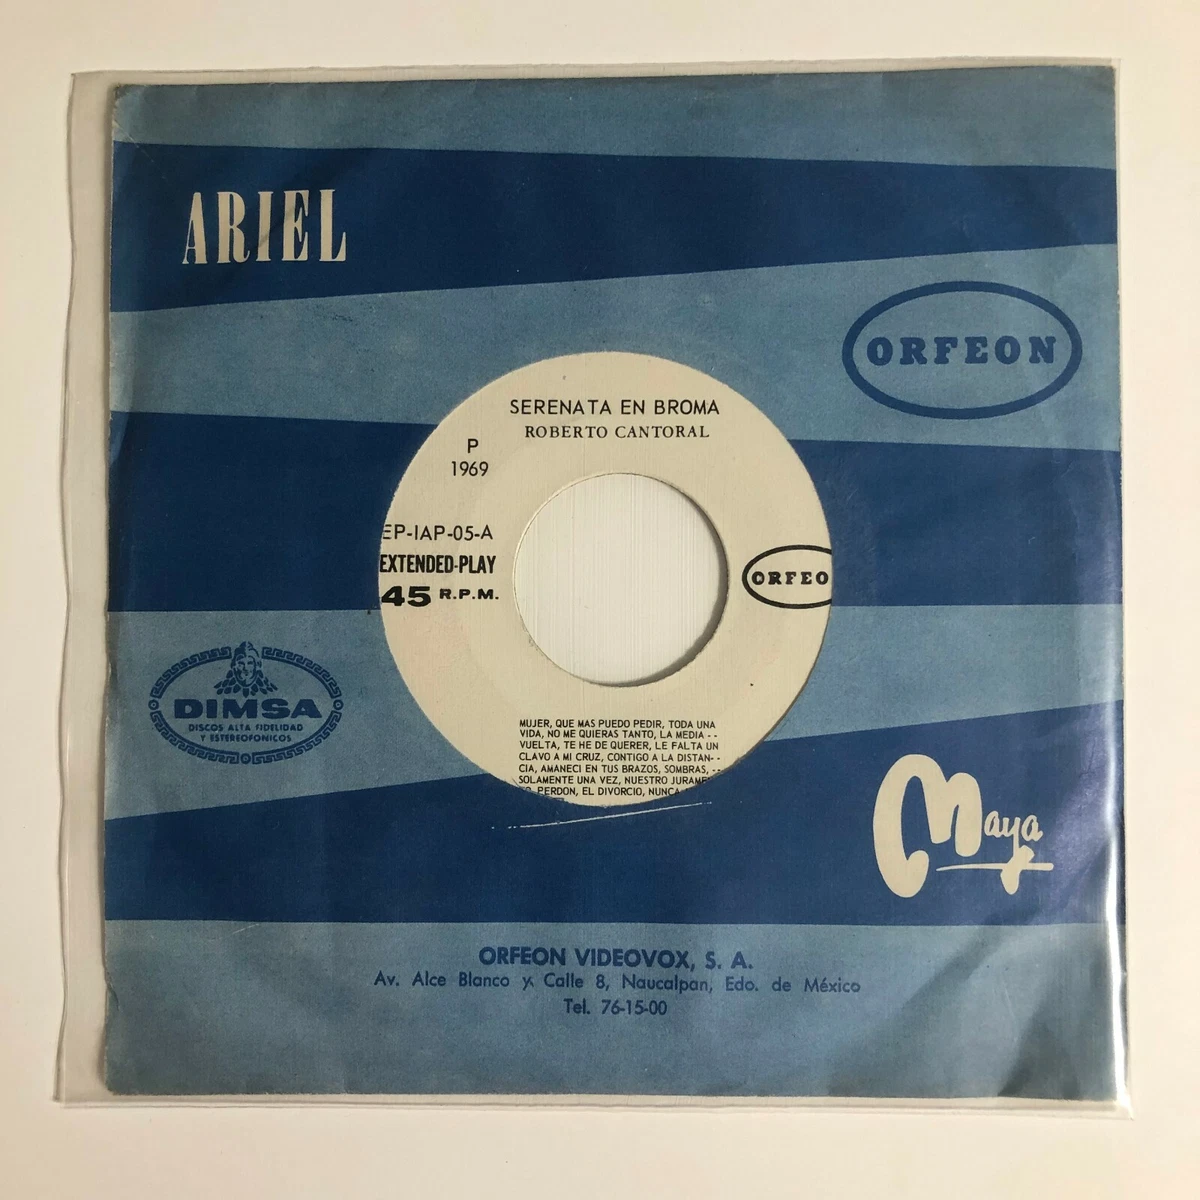 ARIEL
ORFEON
SERENATA EN BROMA
ROBERTO CANTORAL
P
1969
EP-IAP-05-A
EXTENDED-PLAY
45 R.P.M.
ORFEO
DIMSA
DISCOS ALTA FIDELIDAD
Y ESTEREOFONICOS
MUJER, QUE MAS PUEDO PEDIR, TODA UNA
VIDA, NO ME QUIERAS TANTO, LA MEDIA --
VUELTA, TE HE DE QUERER, LE FALTA UN
CLAVO A MI CRUZ, CONTIGO A LA DISTAN--
CIA, AMANECI EN TUS BRAZOS, SOMBRAS, --
SOLAMENTE UNA VEZ, NUESTRO JURAME
PERDON, EL DIVORCIO, NUNCA
Maya
ORFEON VIDEOVOX, S. A.
Av. Alce Blanco y Calle 8, Naucalpan, Edo. de México
Tel. 76-15-00